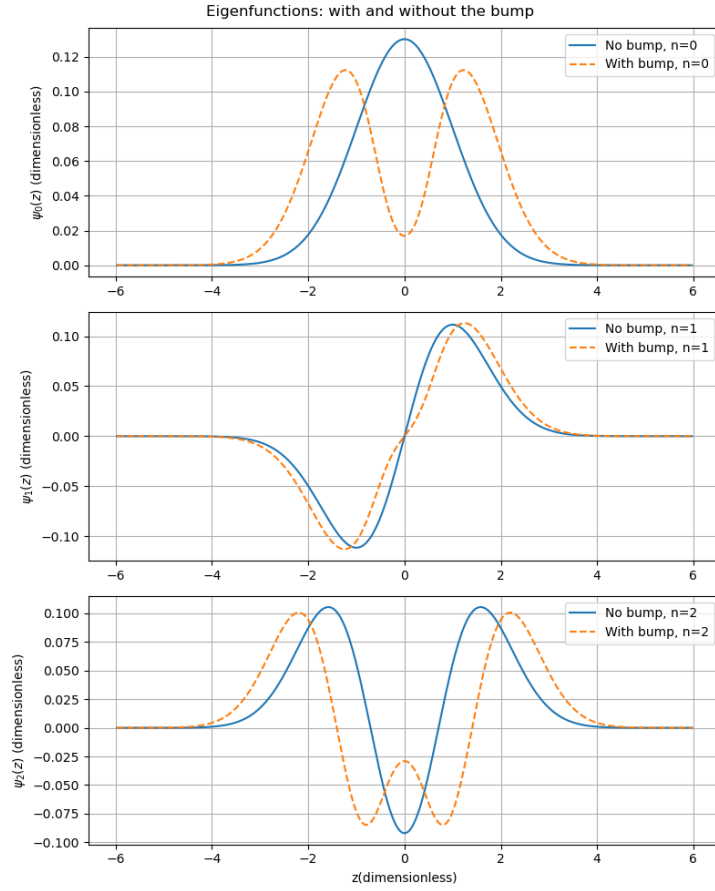 Eigenfunctions: with and without the bump
No bump, n=0
With bump, n=0
ψ₀(z) (dimensionless)
0.12
0.10
0.08
0.06
0.04
0.02
0.00
−6 −4 −2 0 2 4 6
No bump, n=1
With bump, n=1
ψ₁(z) (dimensionless)
0.10
0.05
0.00
−0.05
−0.10
−6 −4 −2 0 2 4 6
No bump, n=2
With bump, n=2
ψ₂(z) (dimensionless)
0.100
0.075
0.050
0.025
0.000
−0.025
−0.050
−0.075
−0.100
−6 −4 −2 0 2 4 6
z(dimensionless)